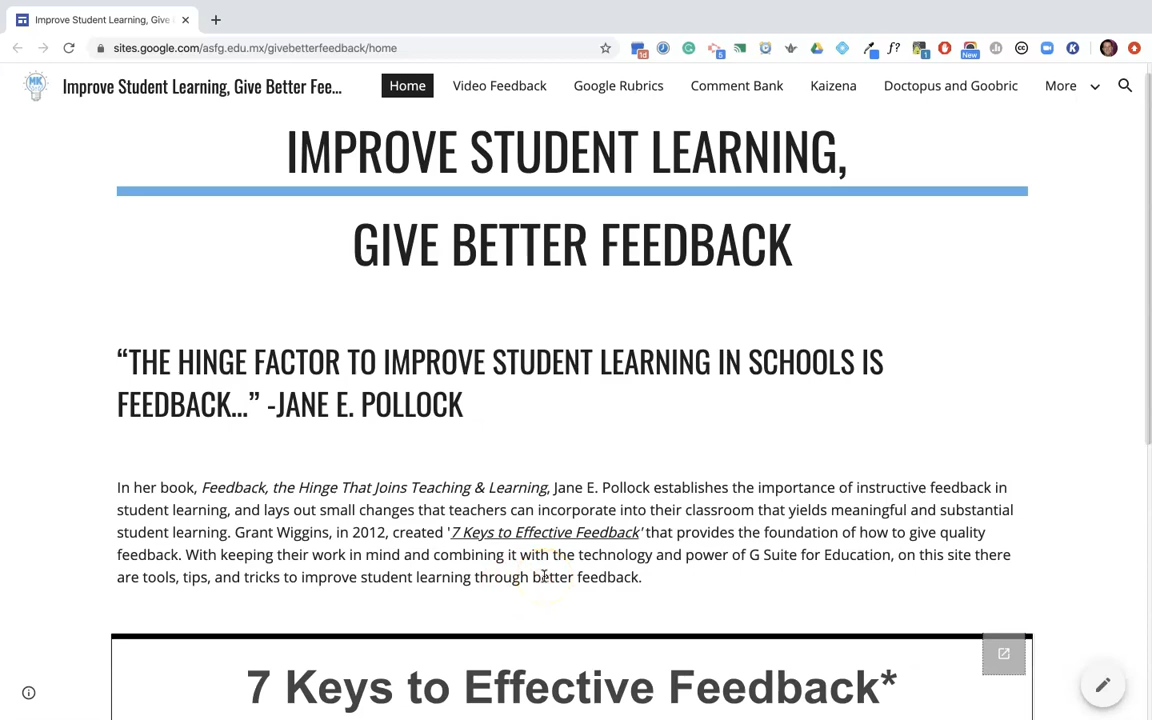 Improve Student Learning, Give
sites.google.com/asfg.edu.mx/givebetterfeedback/home
1d
6
f?
1
New
cc
K
MK
Improve Student Learning, Give Better Fee...
Home
Video Feedback
Google Rubrics
Comment Bank
Kaizena
Doctopus and Goobric
More
IMPROVE STUDENT LEARNING,
GIVE BETTER FEEDBACK
“THE HINGE FACTOR TO IMPROVE STUDENT LEARNING IN SCHOOLS IS
FEEDBACK...” -JANE E. POLLOCK
In her book, Feedback, the Hinge That Joins Teaching & Learning, Jane E. Pollock establishes the importance of instructive feedback in
student learning, and lays out small changes that teachers can incorporate into their classroom that yields meaningful and substantial
student learning. Grant Wiggins, in 2012, created '7 Keys to Effective Feedback' that provides the foundation of how to give quality
feedback. With keeping their work in mind and combining it with the technology and power of G Suite for Education, on this site there
are tools, tips, and tricks to improve student learning through better feedback.
7 Keys to Effective Feedback*